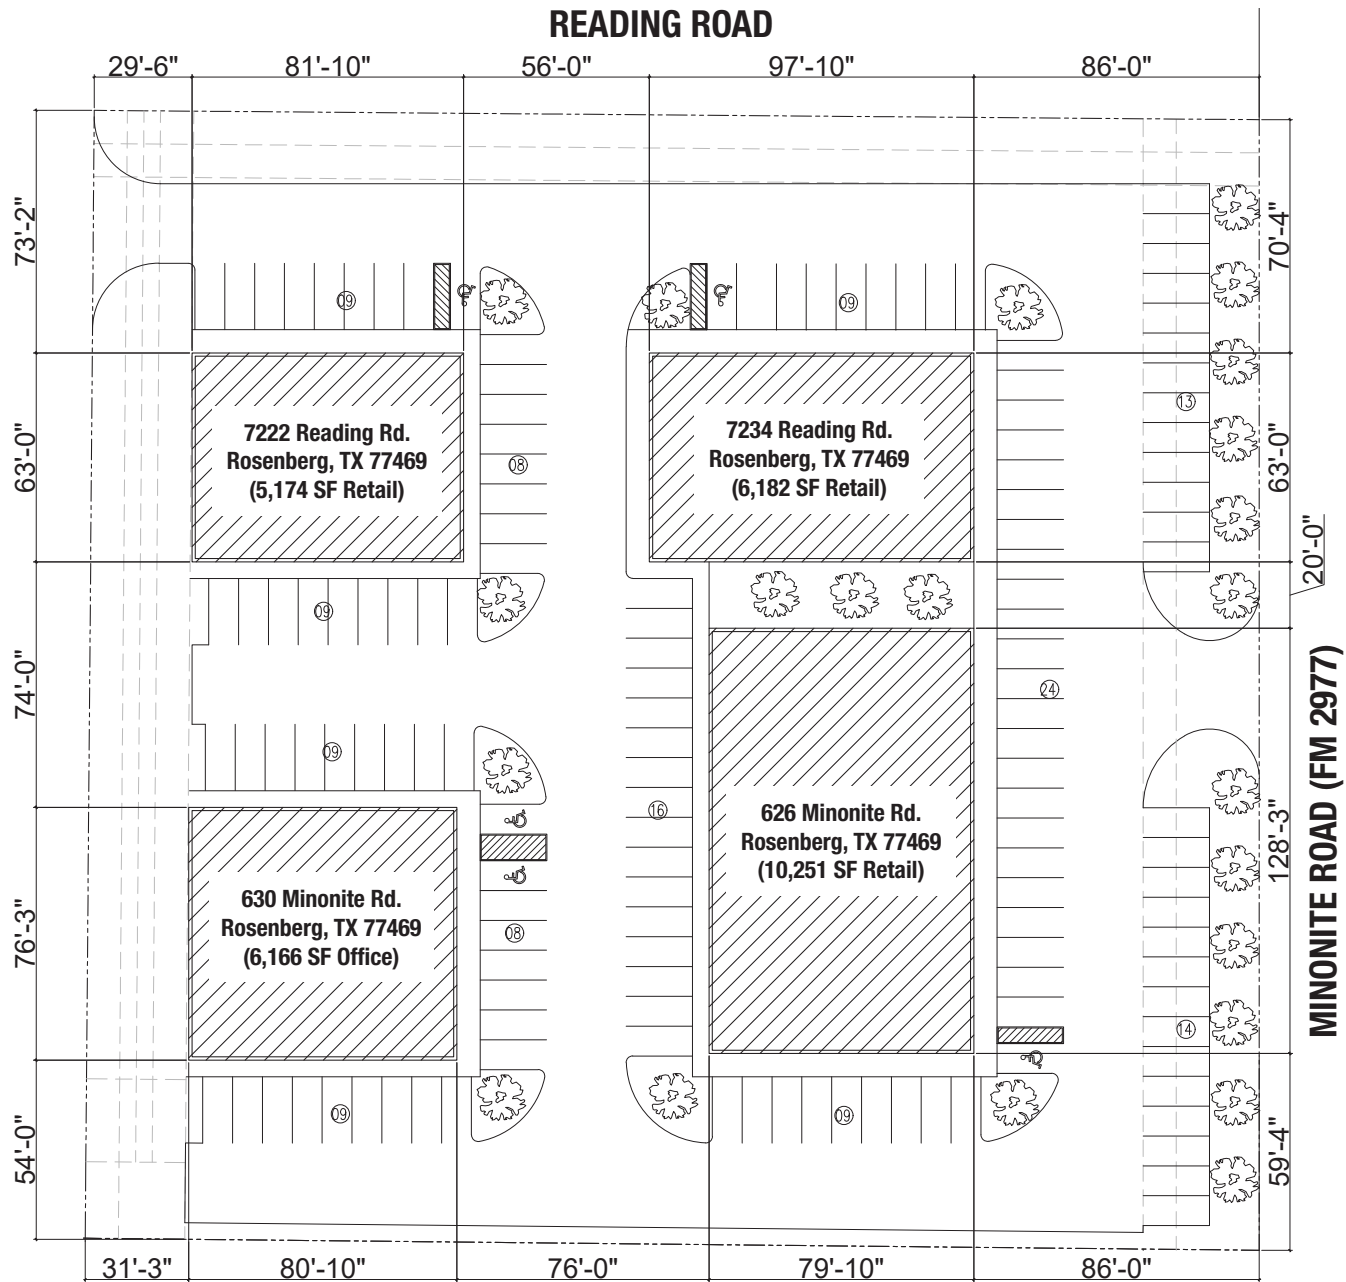 READING ROAD
29'-6"
81'-10"
56'-0"
97'-10"
86'-0"
73'-2"
70'-4"
09
09
13
7222 Reading Rd.
Rosenberg, TX 77469
(5,174 SF Retail)
7234 Reading Rd.
Rosenberg, TX 77469
(6,182 SF Retail)
63'-0"
08
63'-0"
20'-0"
09
74'-0"
24
09
16
MINONITE ROAD (FM 2977)
626 Minonite Rd.
Rosenberg, TX 77469
(10,251 SF Retail)
128'-3"
630 Minonite Rd.
Rosenberg, TX 77469
(6,166 SF Office)
76'-3"
08
14
09
09
54'-0"
59'-4"
31'-3"
80'-10"
76'-0"
79'-10"
86'-0"